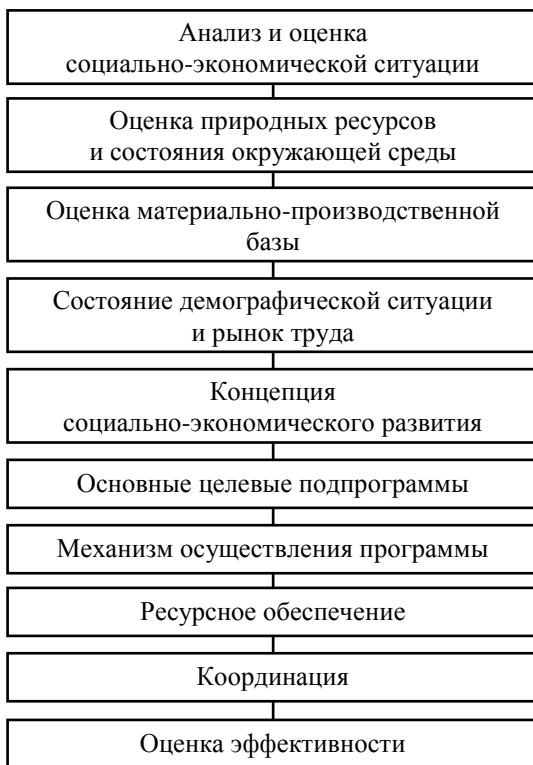 Анализ и оценка
социально-экономической ситуации
Оценка природных ресурсов
и состояния окружающей среды
Оценка материально-производственной
базы
Состояние демографической ситуации
и рынок труда
Концепция
социально-экономического развития
Основные целевые подпрограммы
Механизм осуществления программы
Ресурсное обеспечение
Координация
Оценка эффективности